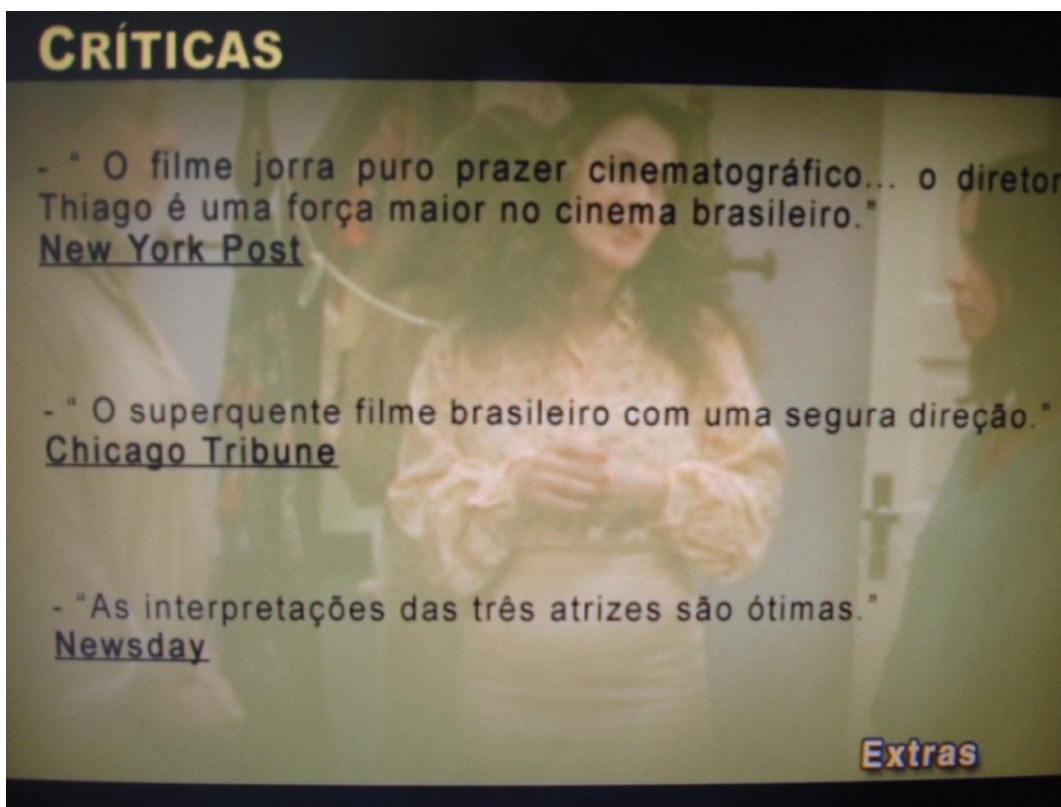 CRÍTICAS
- " O filme jorra puro prazer cinematográfico... o diretor
Thiago é uma força maior no cinema brasileiro."
New York Post
- " O superquente filme brasileiro com uma segura direção."
Chicago Tribune
- "As interpretações das três atrizes são ótimas."
Newsday
Extras